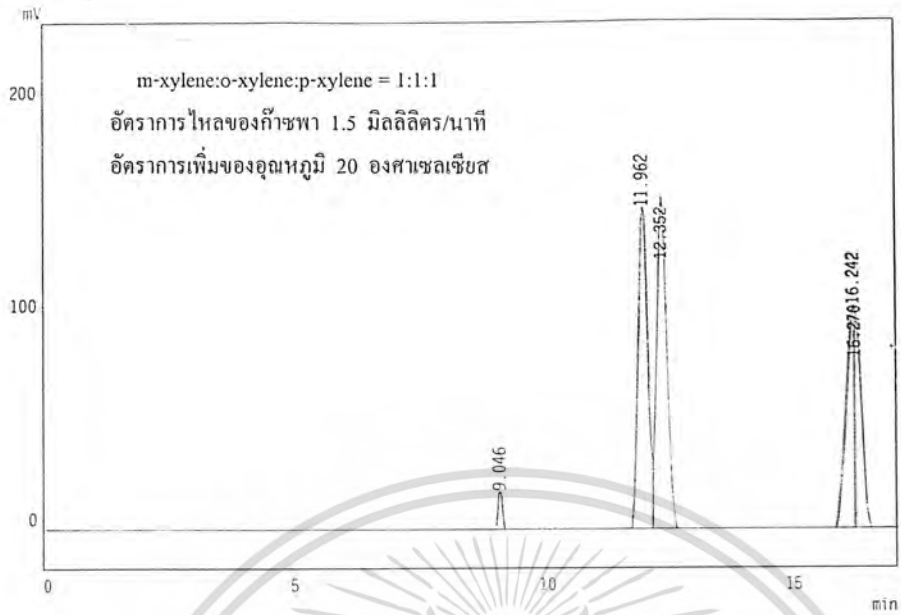 mV
m-xylene:o-xylene:p-xylene = 1:1:1
200
อัตราการไหลของก๊าซพา 1.5 มิลลิลิตร/นาที
อัตราการเพิ่มของอุณหภูมิ 20 องศาเซลเซียส
11.962
12.352
16.242
100
9.046
0
0 5 10 15
min